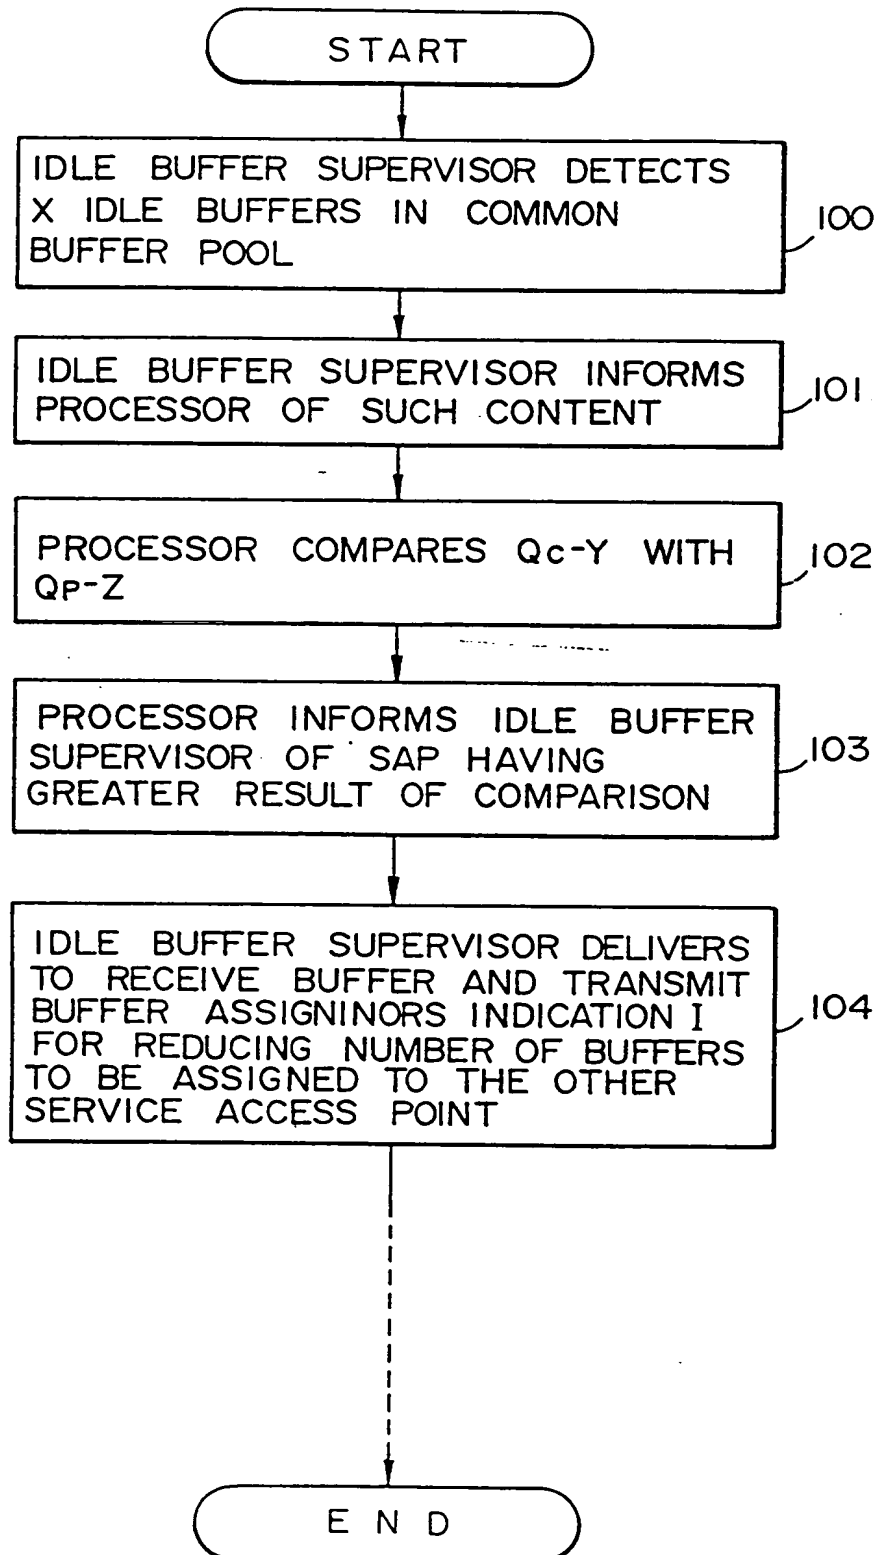 START
IDLE BUFFER SUPERVISOR DETECTS
X IDLE BUFFERS IN COMMON
BUFFER POOL
100
IDLE BUFFER SUPERVISOR INFORMS
PROCESSOR OF SUCH CONTENT
101
PROCESSOR COMPARES Qc-Y WITH
Qp-Z
102
PROCESSOR INFORMS IDLE BUFFER
SUPERVISOR OF SAP HAVING
GREATER RESULT OF COMPARISON
103
IDLE BUFFER SUPERVISOR DELIVERS
TO RECEIVE BUFFER AND TRANSMIT
BUFFER ASSIGNINORS INDICATION I
FOR REDUCING NUMBER OF BUFFERS
TO BE ASSIGNED TO THE OTHER
SERVICE ACCESS POINT
104
END